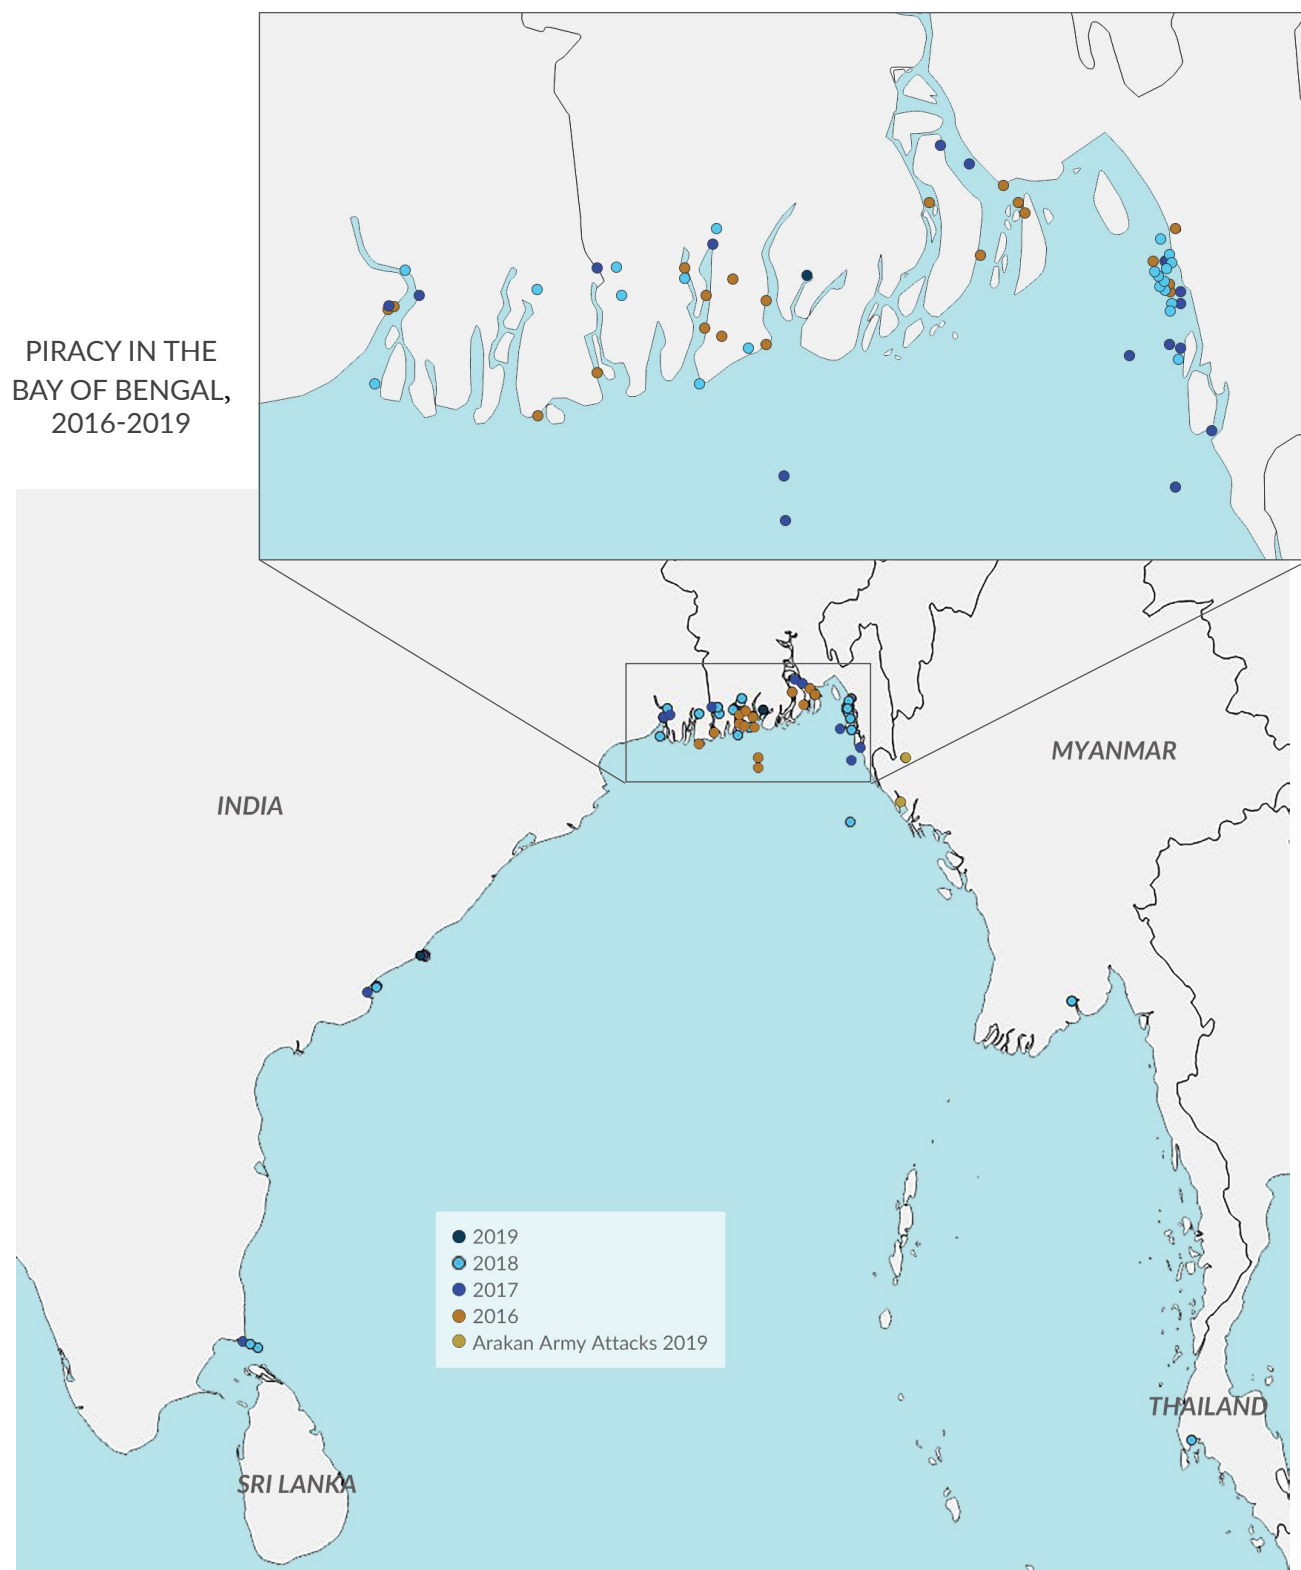 PIRACY IN THE
BAY OF BENGAL,
2016-2019
INDIA
MYANMAR
2019
2018
2017
2016
Arakan Army Attacks 2019
THAILAND
SRI LANKA